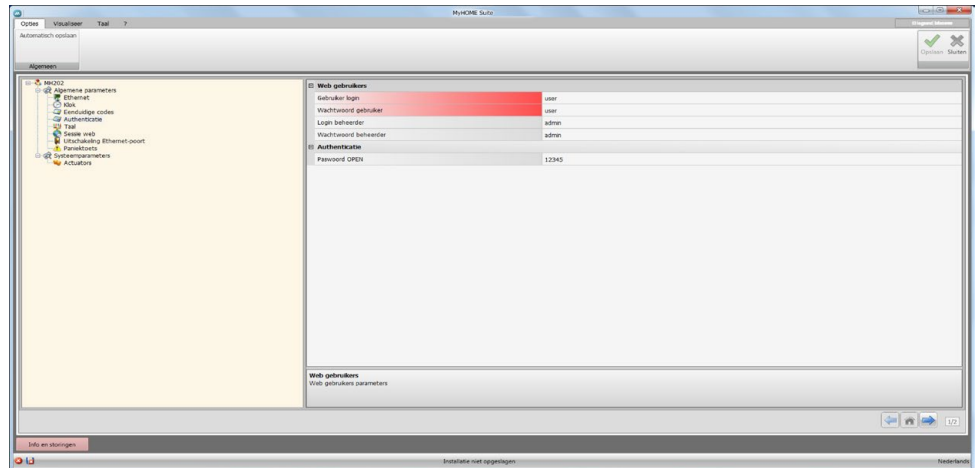 MyHOME Suite
Opties Visualiseer Taal ?
Automatisch opslaan
Opslaan Sluiten
Algemeen
MH202
Algemene parameters
Ethernet
Klok
Eenduidige codes
Authenticatie
Taal
Sessie web
Uitschakeling Ethernet-poort
Paniektoets
Systeemparameters
Actuators
Web gebruikers
Gebruiker login user
Wachtwoord gebruiker user
Login beheerder admin
Wachtwoord beheerder admin
Authenticatie
Paswoord OPEN 12345
Web gebruikers
Web gebruikers parameters
1/2
Info en storingen
Installatie niet opgeslagen
Nederlands